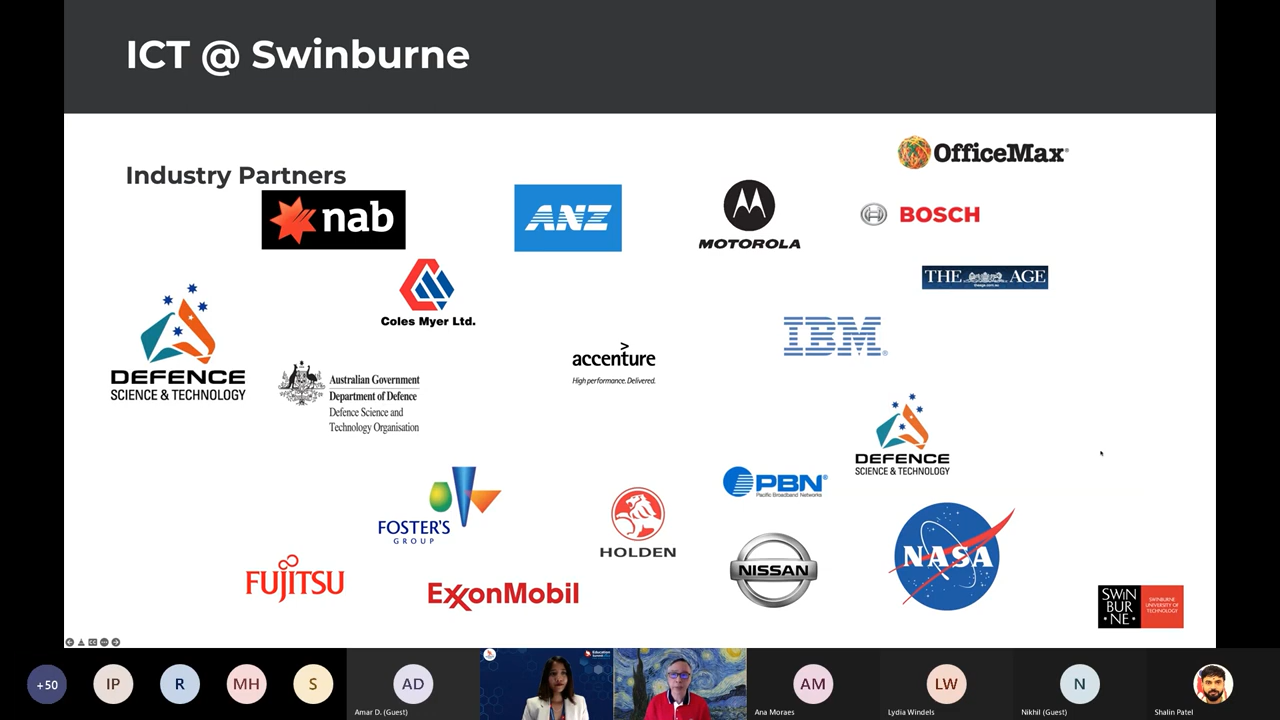 ICT @ Swinburne
Industry Partners
OfficeMax®
nab
ANZ
MOTOROLA
BOSCH
THE AGE
Coles Myer Ltd.
IBM®
DEFENCE
SCIENCE & TECHNOLOGY
>
accenture
High performance. Delivered.
Australian Government
Department of Defence
Defence Science and
Technology Organisation
DEFENCE
SCIENCE & TECHNOLOGY
PBN®
Pacific Broadband Networks
FOSTER'S
GROUP
HOLDEN
NISSAN
NASA
FUJITSU
ExxonMobil
SWIN
BUR
NE
SWINBURNE
UNIVERSITY OF
TECHNOLOGY
+50
IP
R
MH
S
AD
Amar D. (Guest)
AM
Ana Moraes
LW
Lydia Windels
N
Nikhil (Guest)
Shalin Patel